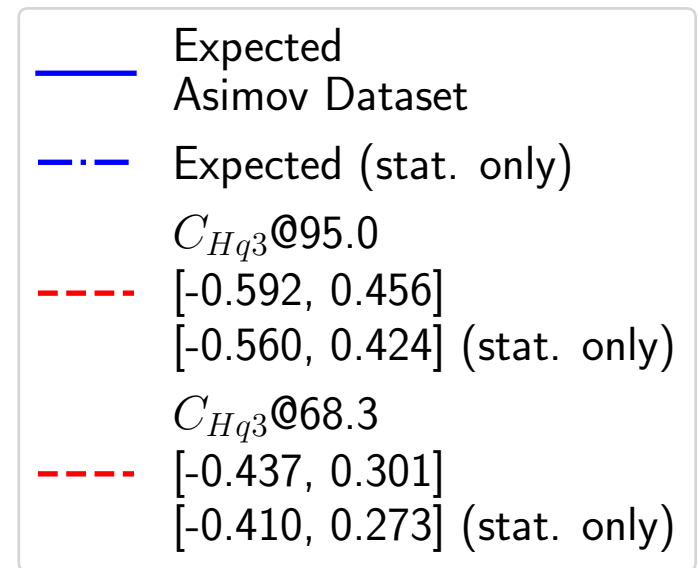 Expected
Asimov Dataset
Expected (stat. only)
C_{Hq3}@95.0
[-0.592, 0.456]
[-0.560, 0.424] (stat. only)
C_{Hq3}@68.3
[-0.437, 0.301]
[-0.410, 0.273] (stat. only)